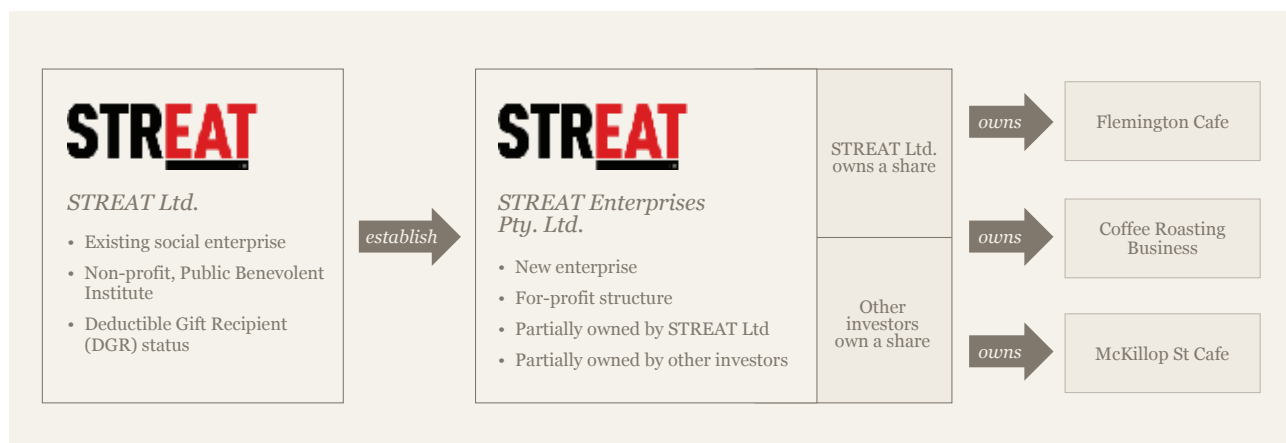 STREAT
STREAT Ltd.
• Existing social enterprise
• Non-profit, Public Benevolent
Institute
• Deductible Gift Recipient
(DGR) status
establish
STREAT
STREAT Enterprises
Pty. Ltd.
• New enterprise
• For-profit structure
• Partially owned by STREAT Ltd
• Partially owned by other investors
STREAT Ltd.
owns a share
Other
investors
own a share
owns
Flemington Cafe
owns
Coffee Roasting
Business
owns
McKillop St Cafe